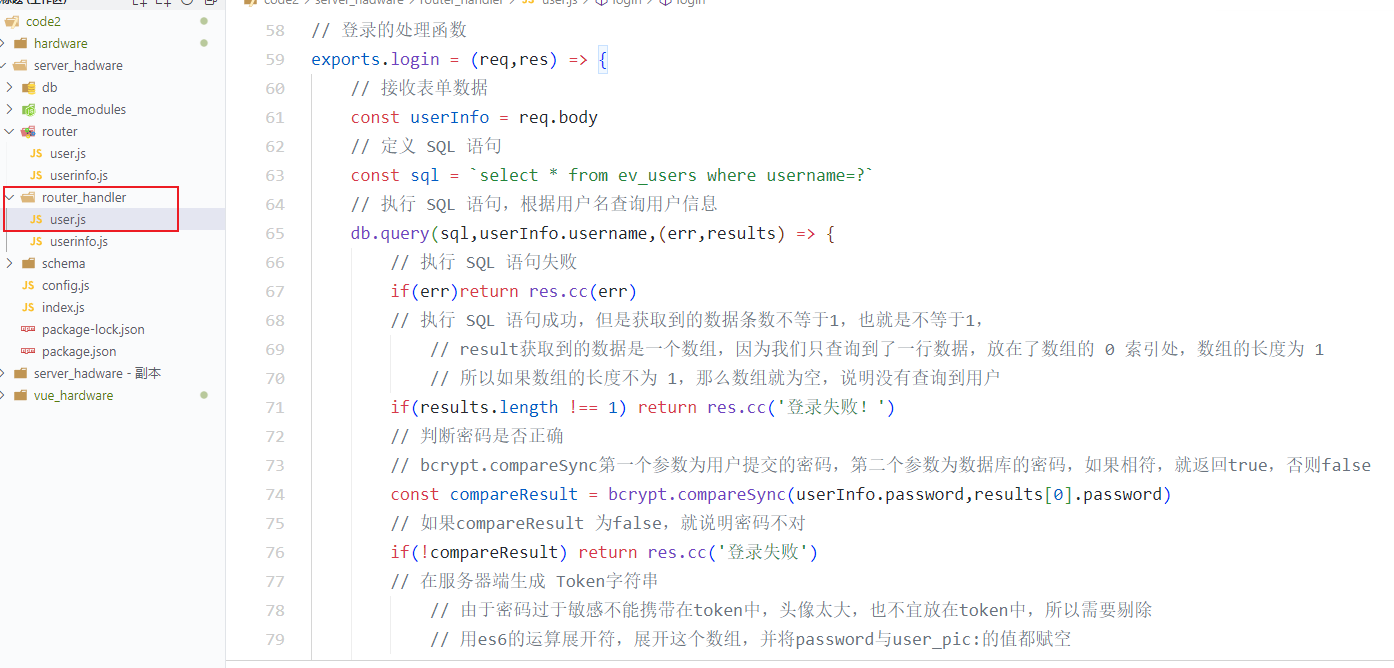 code2
hardware
server_hadware
db
node_modules
router
JS user.js
JS userinfo.js
router_handler
JS user.js
JS userinfo.js
schema
JS config.js
JS index.js
package-lock.json
package.json
server_hadware - 副本
vue_hardware
code2 > server_hadware > router_handler > JS user.js > login > login
58 // 登录的处理函数
59 exports.login = (req,res) => {
60 // 接收表单数据
61 const userInfo = req.body
62 // 定义 SQL 语句
63 const sql = `select * from ev_users where username=?`
64 // 执行 SQL 语句，根据用户名查询用户信息
65 db.query(sql,userInfo.username,(err,results) => {
66 // 执行 SQL 语句失败
67 if(err)return res.cc(err)
68 // 执行 SQL 语句成功，但是获取到的数据条数不等于1，也就是不等于1，
69 // result获取到的数据是一个数组，因为我们只查询到了一行数据，放在了数组的 0 索引处，数组的长度为 1
70 // 所以如果数组的长度不为 1，那么数组就为空，说明没有查询到用户
71 if(results.length !== 1) return res.cc('登录失败！')
72 // 判断密码是否正确
73 // bcrypt.compareSync第一个参数为用户提交的密码，第二个参数为数据库的密码，如果相符，就返回true，否则false
74 const compareResult = bcrypt.compareSync(userInfo.password,results[0].password)
75 // 如果compareResult 为false，就说明密码不对
76 if(!compareResult) return res.cc('登录失败')
77 // 在服务器端生成 Token字符串
78 // 由于密码过于敏感不能携带在token中，头像太大，也不宜放在token中，所以需要剔除
79 // 用es6的运算展开符，展开这个数组，并将password与user_pic:的值都赋空